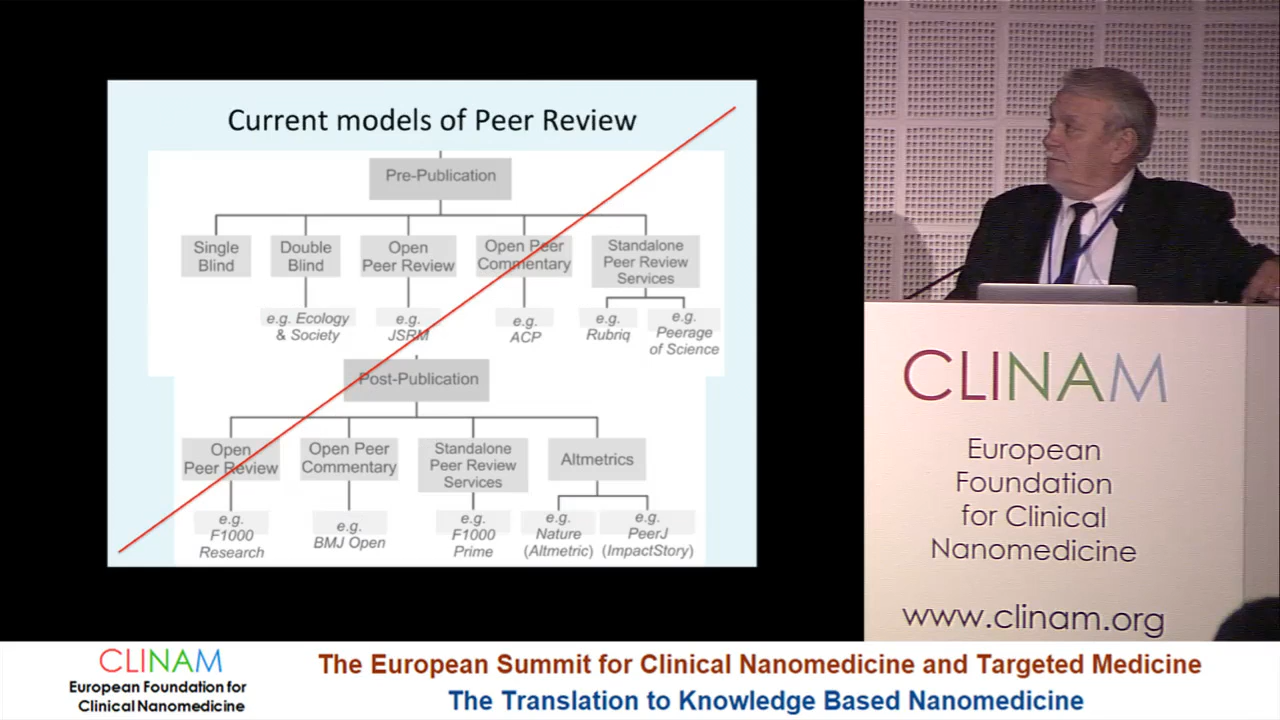 Current models of Peer Review
Pre-Publication
Single
Blind
Double
Blind
Open
Peer Review
Open Peer
Commentary
Standalone
Peer Review
Services
e.g. Ecology
& Society
e.g.
JSRM
e.g.
ACP
e.g.
Rubriq
e.g.
Peerage
of Science
Post-Publication
Open
Peer Review
Open Peer
Commentary
Standalone
Peer Review
Services
Altmetrics
e.g.
F1000
Research
e.g.
BMJ Open
e.g.
F1000
Prime
e.g.
Nature
(Altmetric)
e.g.
PeerJ
(ImpactStory)
CLINAM
European
Foundation
for Clinical
Nanomedicine
www.clinam.org
CLINAM
European Foundation for
Clinical Nanomedicine
The European Summit for Clinical Nanomedicine and Targeted Medicine
The Translation to Knowledge Based Nanomedicine